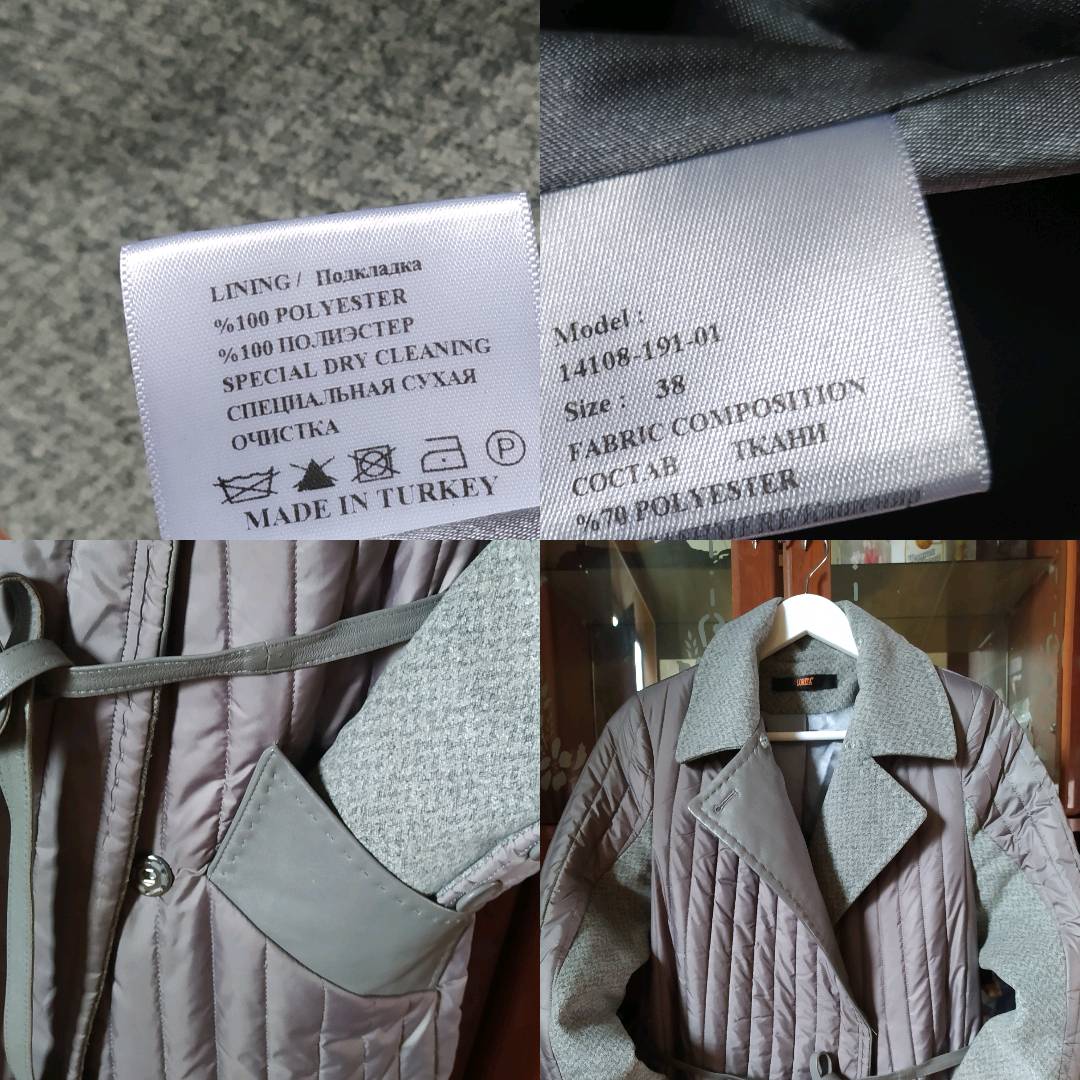 LINING / Подкладка
%100 POLYESTER
%100 ПОЛИЭСТЕР
SPECIAL DRY CLEANING
СПЕЦИАЛЬНАЯ СУХАЯ
ОЧИСТКА
P
MADE IN TURKEY
Model :
14108-191-01
Size : 38
FABRIC COMPOSITION
СОСТАВ ТКАНИ
%70 POLYESTER